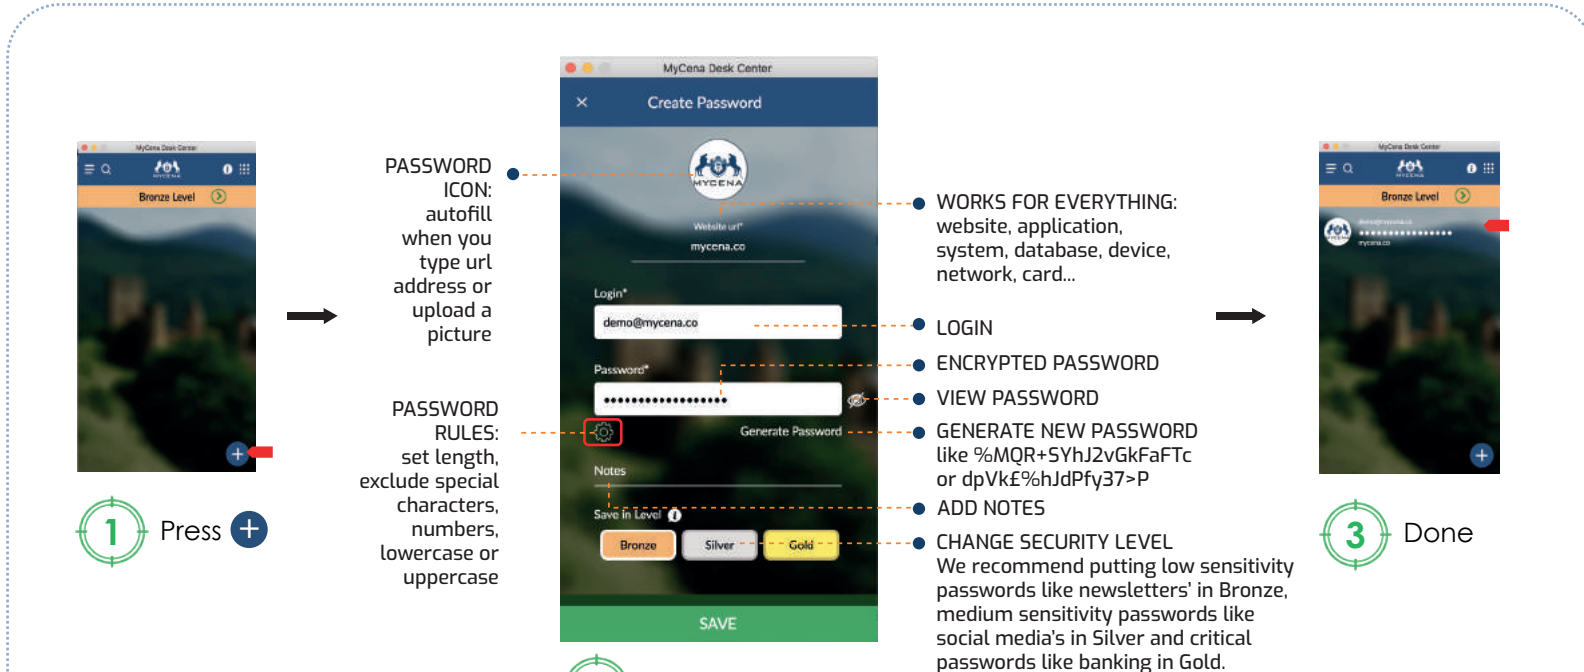 MyCena Desk Center
MYCENA
Bronze Level
1 Press +
PASSWORD
ICON:
autofill
when you
type url
address or
upload a
picture
PASSWORD
RULES:
set length,
exclude special
characters,
numbers,
lowercase or
uppercase
MyCena Desk Center
Create Password
MYCENA
Website url*
mycena.co
Login*
demo@mycena.co
Password*
••••••••••••••••••
Generate Password
Notes
Save in Level
Bronze Silver Gold
SAVE
WORKS FOR EVERYTHING:
website, application,
system, database, device,
network, card...
LOGIN
ENCRYPTED PASSWORD
VIEW PASSWORD
GENERATE NEW PASSWORD
like %MQR+SYhJ2vGkFaFTc
or dpVk£%hJdPfy37>P
ADD NOTES
CHANGE SECURITY LEVEL
We recommend putting low sensitivity
passwords like newsletters’ in Bronze,
medium sensitivity passwords like
social media’s in Silver and critical
passwords like banking in Gold.
MyCena Desk Center
MYCENA
Bronze Level
demo@mycena.co
••••••••••••••••
mycena.co
MYCENA
+
3 Done